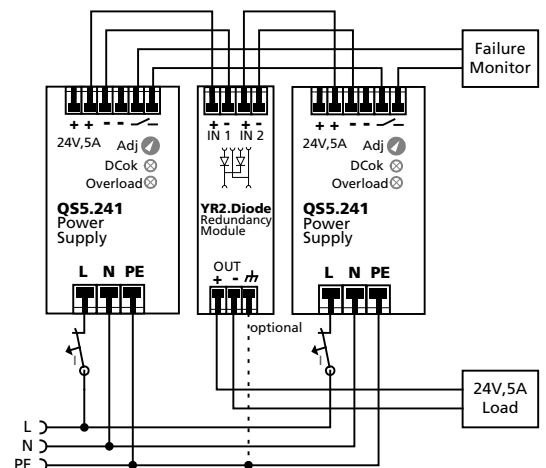 Failure
Monitor
+ + - -
24V,5A
Adj
DCok
Overload
QS5.241
Power
Supply
L N PE
+ - + -
IN 1 IN 2
YR2.Diode
Redundancy
Module
OUT
+ -
optional
+ + - -
24V,5A
Adj
DCok
Overload
QS5.241
Power
Supply
L N PE
I
I
24V,5A
Load
L
N
PE